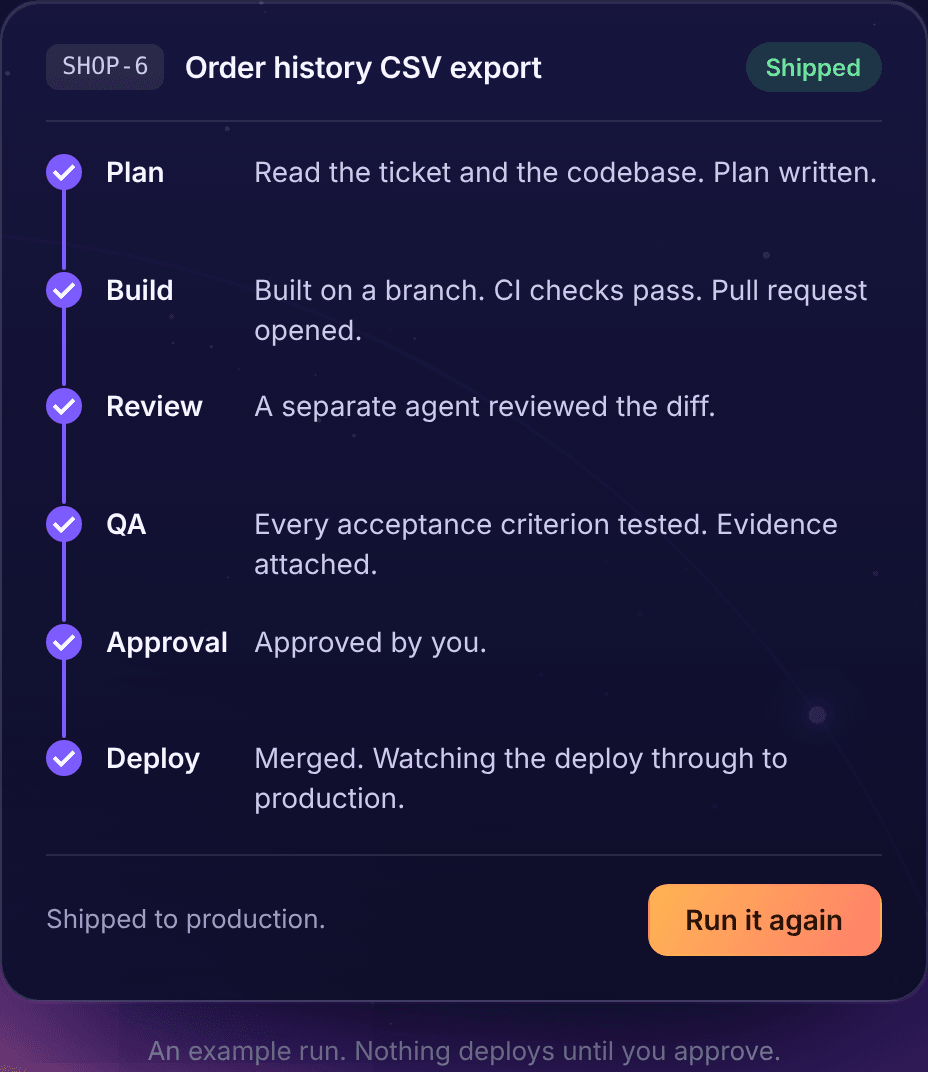 SHOP-6 Order history CSV export Shipped
Plan Read the ticket and the codebase. Plan written.
Build Built on a branch. CI checks pass. Pull request
opened.
Review A separate agent reviewed the diff.
QA Every acceptance criterion tested. Evidence
attached.
Approval Approved by you.
Deploy Merged. Watching the deploy through to
production.
Shipped to production. Run it again
An example run. Nothing deploys until you approve.